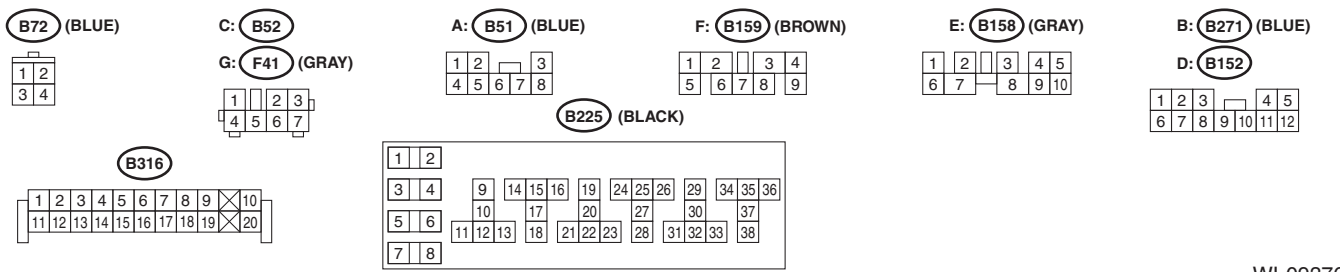 B72 (BLUE)
1 2
3 4
C: B52
G: F41 (GRAY)
1 2 3
4 5 6 7
A: B51 (BLUE)
1 2 3
4 5 6 7 8
F: B159 (BROWN)
1 2 3 4
5 6 7 8 9
E: B158 (GRAY)
1 2 3 4 5
6 7 8 9 10
B: B271 (BLUE)
D: B152
1 2 3 4 5
6 7 8 9 10 11 12
B316
1 2 3 4 5 6 7 8 9 10
11 12 13 14 15 16 17 18 19 20
B225 (BLACK)
1 2
3 4 9 14 15 16 19 24 25 26 29 34 35 36
5 6 10 17 20 27 30 37
11 12 13 18 21 22 23 28 31 32 33 38
7 8